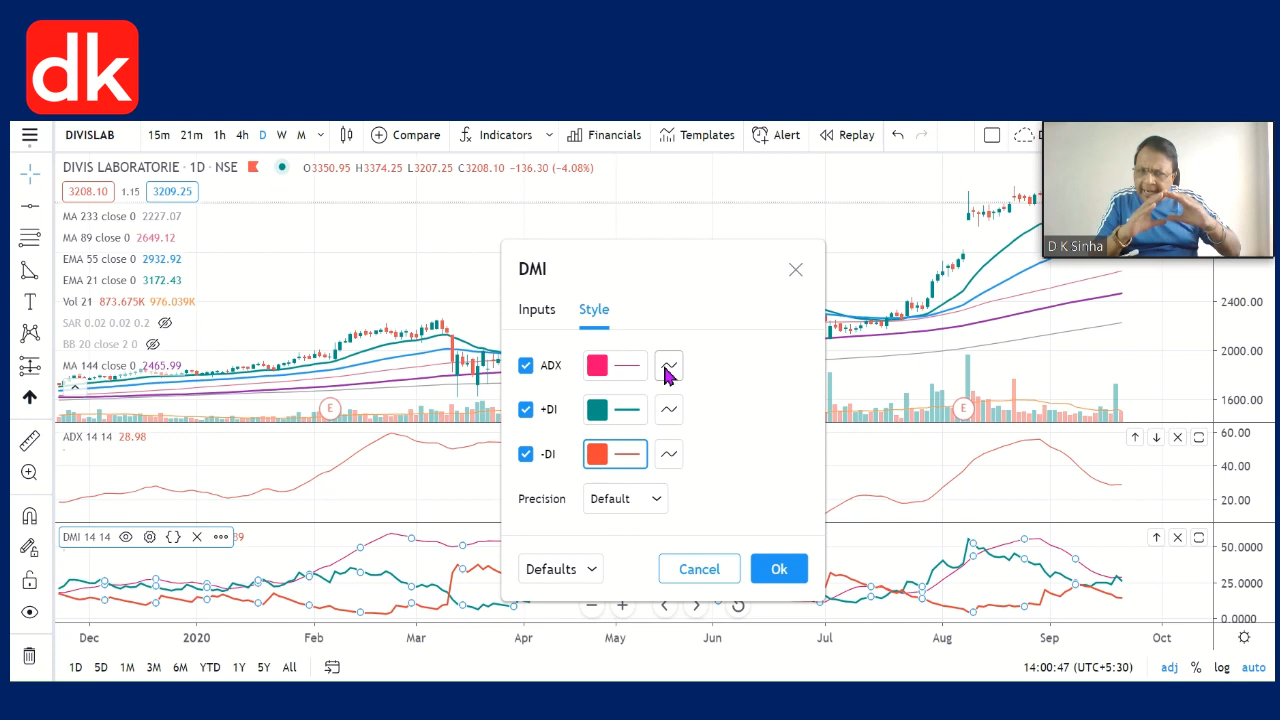 dk
DIVISLAB 15m 21m 1h 4h D W M Compare Indicators Financials Templates Alert Replay
DIVIS LABORATORIE · 1D · NSE O3350.95 H3374.25 L3207.25 C3208.10 −136.30 (−4.08%)
3208.10 1.15 3209.25
MA 233 close 0 2227.07
MA 89 close 0 2649.12
EMA 55 close 0 2932.92
EMA 21 close 0 3172.43
Vol 21 873.675K 976.039K
SAR 0.02 0.02 0.2
BB 20 close 2 0
MA 144 close 0 2465.99
D K Sinha
DMI
Inputs Style
ADX
+DI
-DI
Precision Default
Defaults Cancel Ok
2400.00
2000.00
1600.00
E E
ADX 14 14 28.98
60.00
20.00
DMI 14 14
50.0000
25.0000
0.0000
Dec 2020 Feb Mar Apr May Jun Jul Aug Sep Oct
1D 5D 1M 3M 6M YTD 1Y 5Y All 14:00:47 (UTC+5:30) adj % log auto